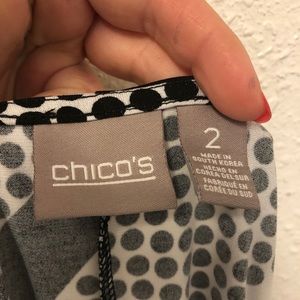 chico's
2
MADE IN
SOUTH KOREA
HECHO EN
COREA DEL SUR
FABRIQUÉ EN
CORÉE DU SUD